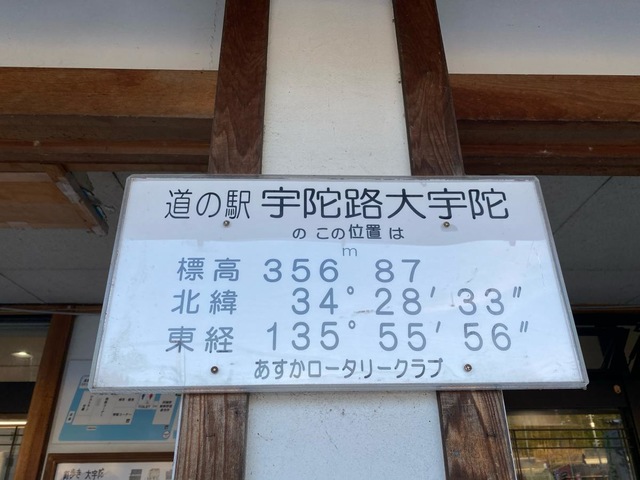 道の駅 宇陀路大宇陀
の この位置 は
m
標高 356 87
北緯 34° 28′ 33″
東経 135° 55′ 56″
あすかロータリークラブ